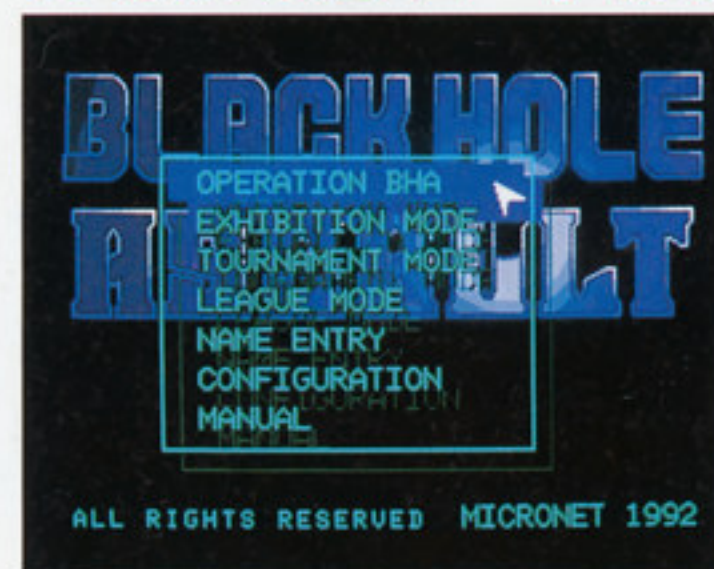 BLACK HOLE
OPERATION BHA
EXHIBITION MODE
TOURNAMENT MODE
LEAGUE MODE
NAME ENTRY
CONFIGURATION
MANUAL
ALL RIGHTS RESERVED MICRONET 1992